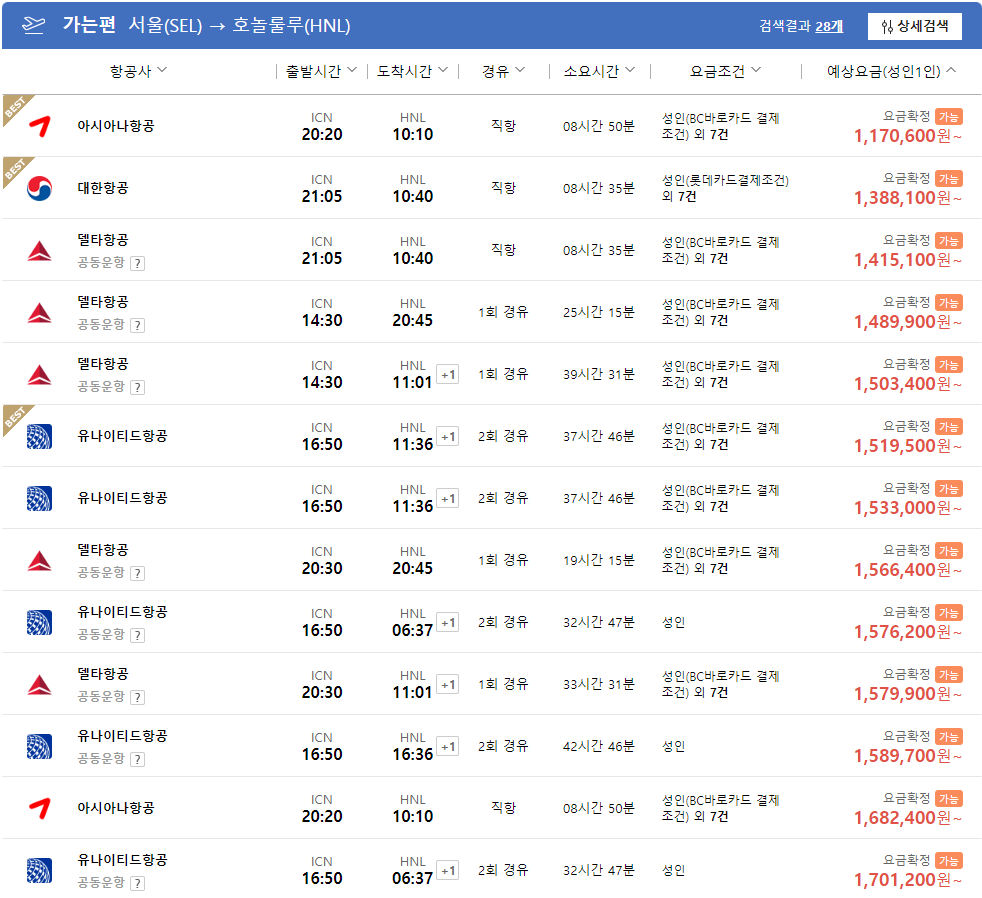 가는편 서울(SEL) → 호놀룰루(HNL) 검색결과 28개 상세검색
항공사 출발시간 도착시간 경유 소요시간 요금조건 예상요금(성인1인)
BEST
아시아나항공
ICN
20:20
HNL
10:10
직항
08시간 50분
성인(BC바로카드 결제
조건) 외 7건
요금확정 가능
1,170,600원~
BEST
대한항공
ICN
21:05
HNL
10:40
직항
08시간 35분
성인(롯데카드결제조건)
외 7건
요금확정 가능
1,388,100원~
델타항공
공동운항 ?
ICN
21:05
HNL
10:40
직항
08시간 35분
성인(BC바로카드 결제
조건) 외 7건
요금확정 가능
1,415,100원~
델타항공
공동운항 ?
ICN
14:30
HNL
20:45
1회 경유
25시간 15분
성인(BC바로카드 결제
조건) 외 7건
요금확정 가능
1,489,900원~
델타항공
공동운항 ?
ICN
14:30
HNL
11:01 +1
1회 경유
39시간 31분
성인(BC바로카드 결제
조건) 외 7건
요금확정 가능
1,503,400원~
BEST
유나이티드항공
ICN
16:50
HNL
11:36 +1
2회 경유
37시간 46분
성인(BC바로카드 결제
조건) 외 7건
요금확정 가능
1,519,500원~
유나이티드항공
ICN
16:50
HNL
11:36 +1
2회 경유
37시간 46분
성인(BC바로카드 결제
조건) 외 7건
요금확정 가능
1,533,000원~
델타항공
공동운항 ?
ICN
20:30
HNL
20:45
1회 경유
19시간 15분
성인(BC바로카드 결제
조건) 외 7건
요금확정 가능
1,566,400원~
유나이티드항공
공동운항 ?
ICN
16:50
HNL
06:37 +1
2회 경유
32시간 47분
성인
요금확정 가능
1,576,200원~
델타항공
공동운항 ?
ICN
20:30
HNL
11:01 +1
1회 경유
33시간 31분
성인(BC바로카드 결제
조건) 외 7건
요금확정 가능
1,579,900원~
유나이티드항공
공동운항 ?
ICN
16:50
HNL
16:36 +1
2회 경유
42시간 46분
성인
요금확정 가능
1,589,700원~
아시아나항공
ICN
20:20
HNL
10:10
직항
08시간 50분
성인(BC바로카드 결제
조건) 외 7건
요금확정 가능
1,682,400원~
유나이티드항공
공동운항 ?
ICN
16:50
HNL
06:37 +1
2회 경유
32시간 47분
성인
요금확정 가능
1,701,200원~